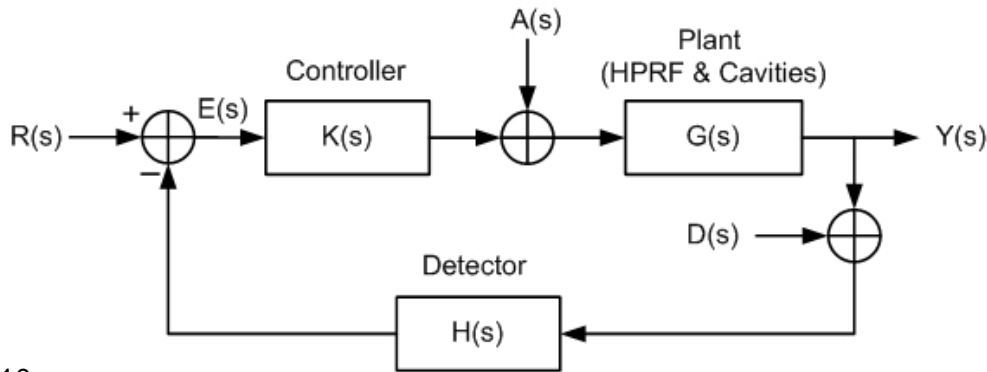 A(s)
Plant
(HPRF & Cavities)
Controller
+
E(s)
R(s)
K(s)
G(s)
Y(s)
−
D(s)
Detector
H(s)